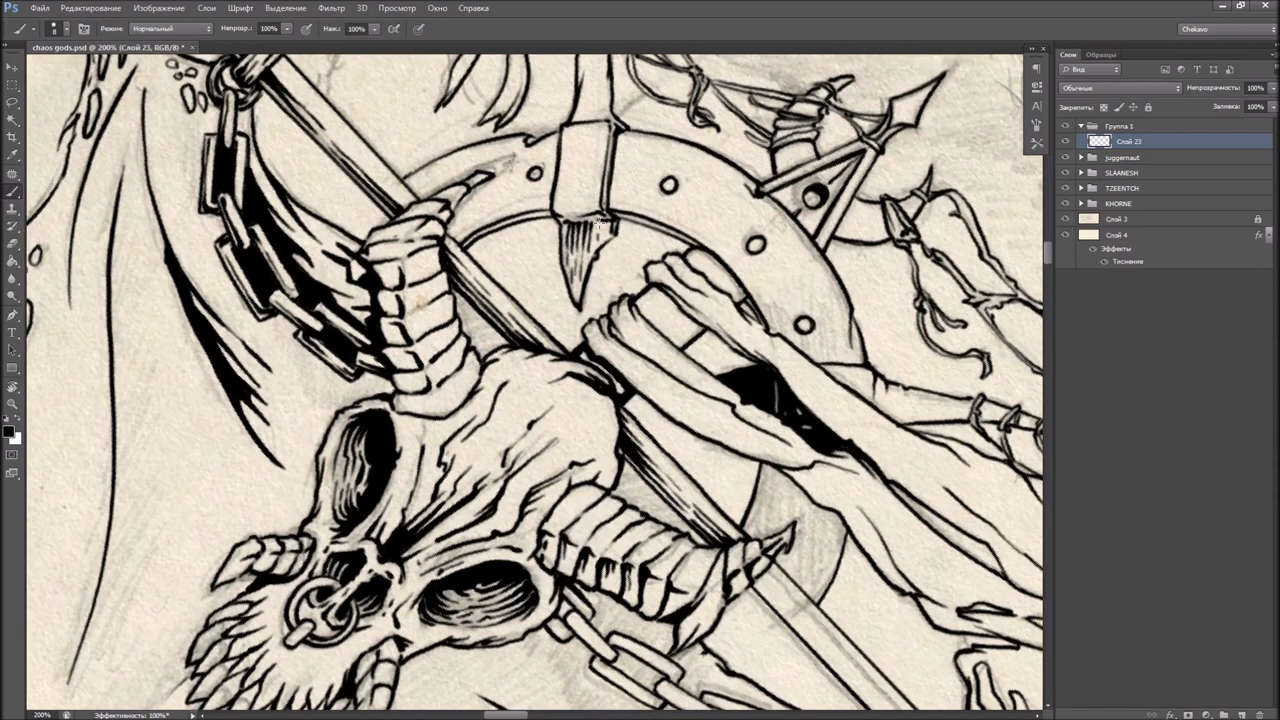 Ps Файл Редактирование Изображение Слои Шрифт Выделение Фильтр 3D Просмотр Окно Справка
Режим: Нормальный Непрозр.: 100% Наж.: 100% Chekavo
chaos gods.psd @ 200% (Слой 23, RGB/8) * ×
Слои Образцы
Вид
Обычные Непрозрачность: 100%
Закрепить: Заливка: 100%
Группа 1
Слой 23
juggernaut
SLAANESH
TZEENTCH
KHORNE
Слой 3
Слой 4 fx
Эффекты
Тиснение
200% Эффективность: 100%*